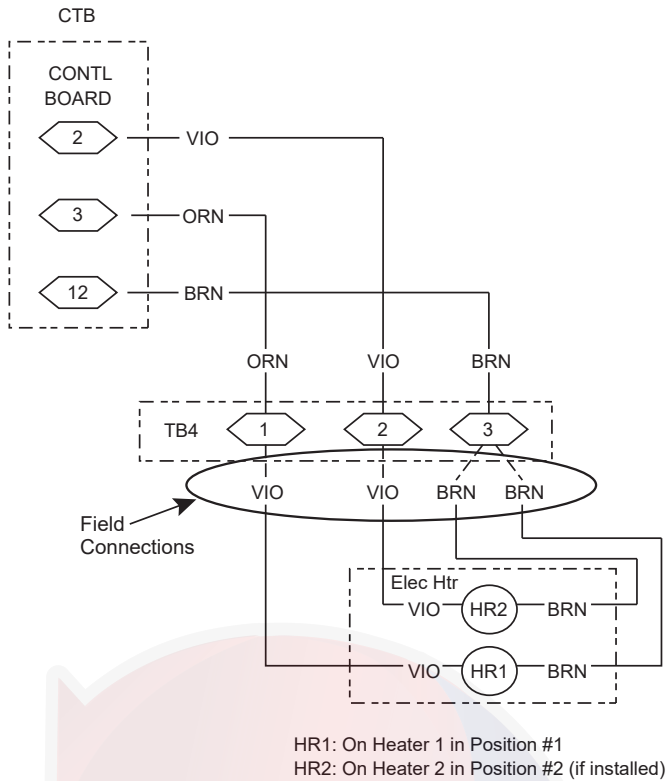 CTB
CONTL
BOARD
2
VIO
3
ORN
12
BRN
ORN
VIO
BRN
TB4
1
2
3
VIO
VIO
BRN
BRN
Field
Connections
Elec Htr
VIO
HR2
BRN
VIO
HR1
BRN
HR1: On Heater 1 in Position #1
HR2: On Heater 2 in Position #2 (if installed)